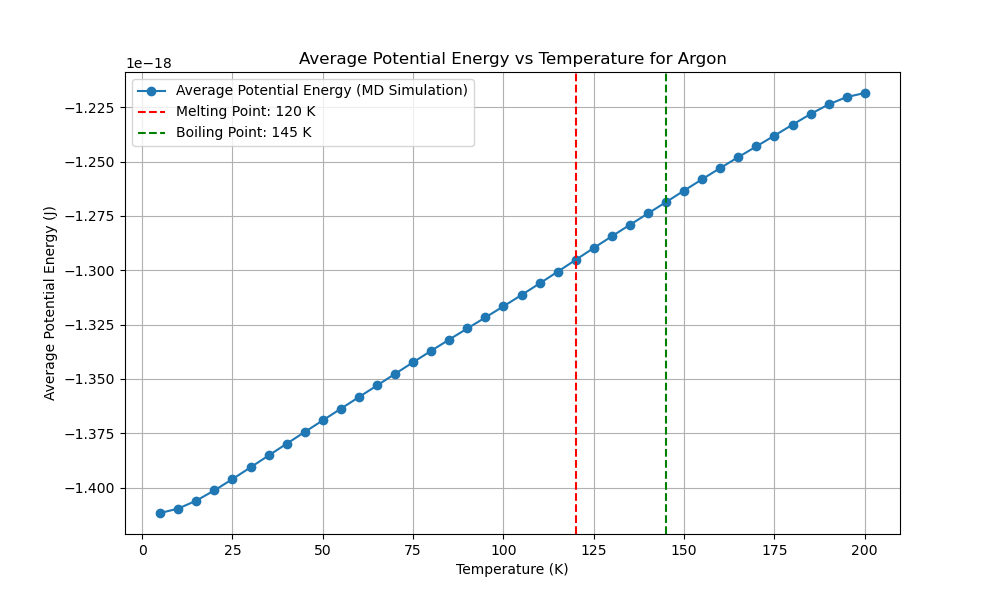 Average Potential Energy vs Temperature for Argon
1e−18
Average Potential Energy (MD Simulation)
Melting Point: 120 K
Boiling Point: 145 K
−1.225
−1.250
−1.275
−1.300
−1.325
−1.350
−1.375
−1.400
Average Potential Energy (J)
0 25 50 75 100 125 150 175 200
Temperature (K)